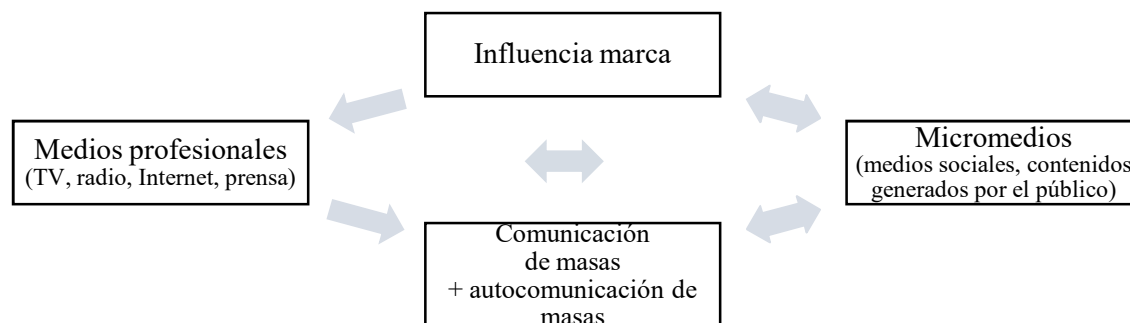 Influencia marca
Medios profesionales
(TV, radio, Internet, prensa)
Micromedios
(medios sociales, contenidos
generados por el público)
Comunicación
de masas
+ autocomunicación de
masas